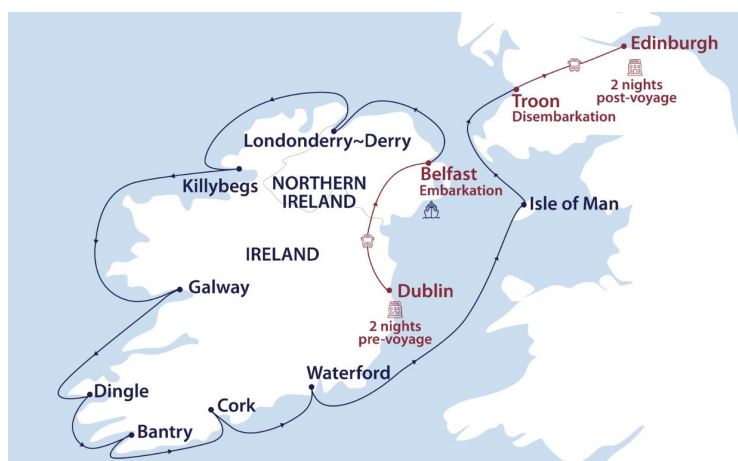 Edinburgh
2 nights
post-voyage
Troon
Disembarkation
Londonderry~Derry
Killybegs
NORTHERN
IRELAND
Belfast
Embarkation
Isle of Man
IRELAND
Galway
Dublin
2 nights
pre-voyage
Waterford
Dingle
Cork
Bantry